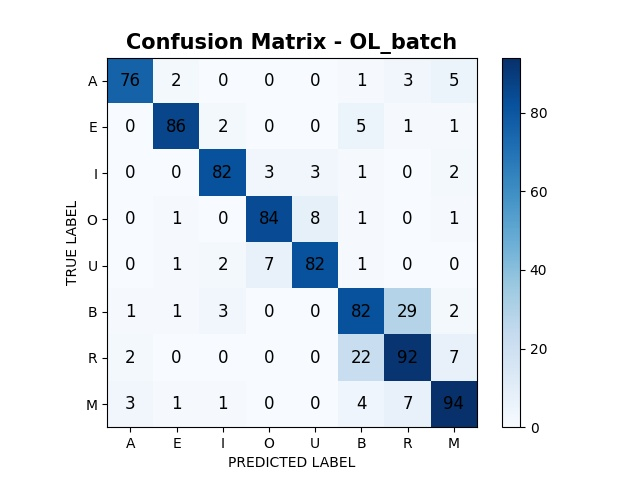 Confusion Matrix - OL_batch
A 76 2 0 0 0 1 3 5
E 0 86 2 0 0 5 1 1
I 0 0 82 3 3 1 0 2
O 0 1 0 84 8 1 0 1
U 0 1 2 7 82 1 0 0
B 1 1 3 0 0 82 29 2
R 2 0 0 0 0 22 92 7
M 3 1 1 0 0 4 7 94
A E I O U B R M
PREDICTED LABEL
TRUE LABEL
80
60
40
20
0